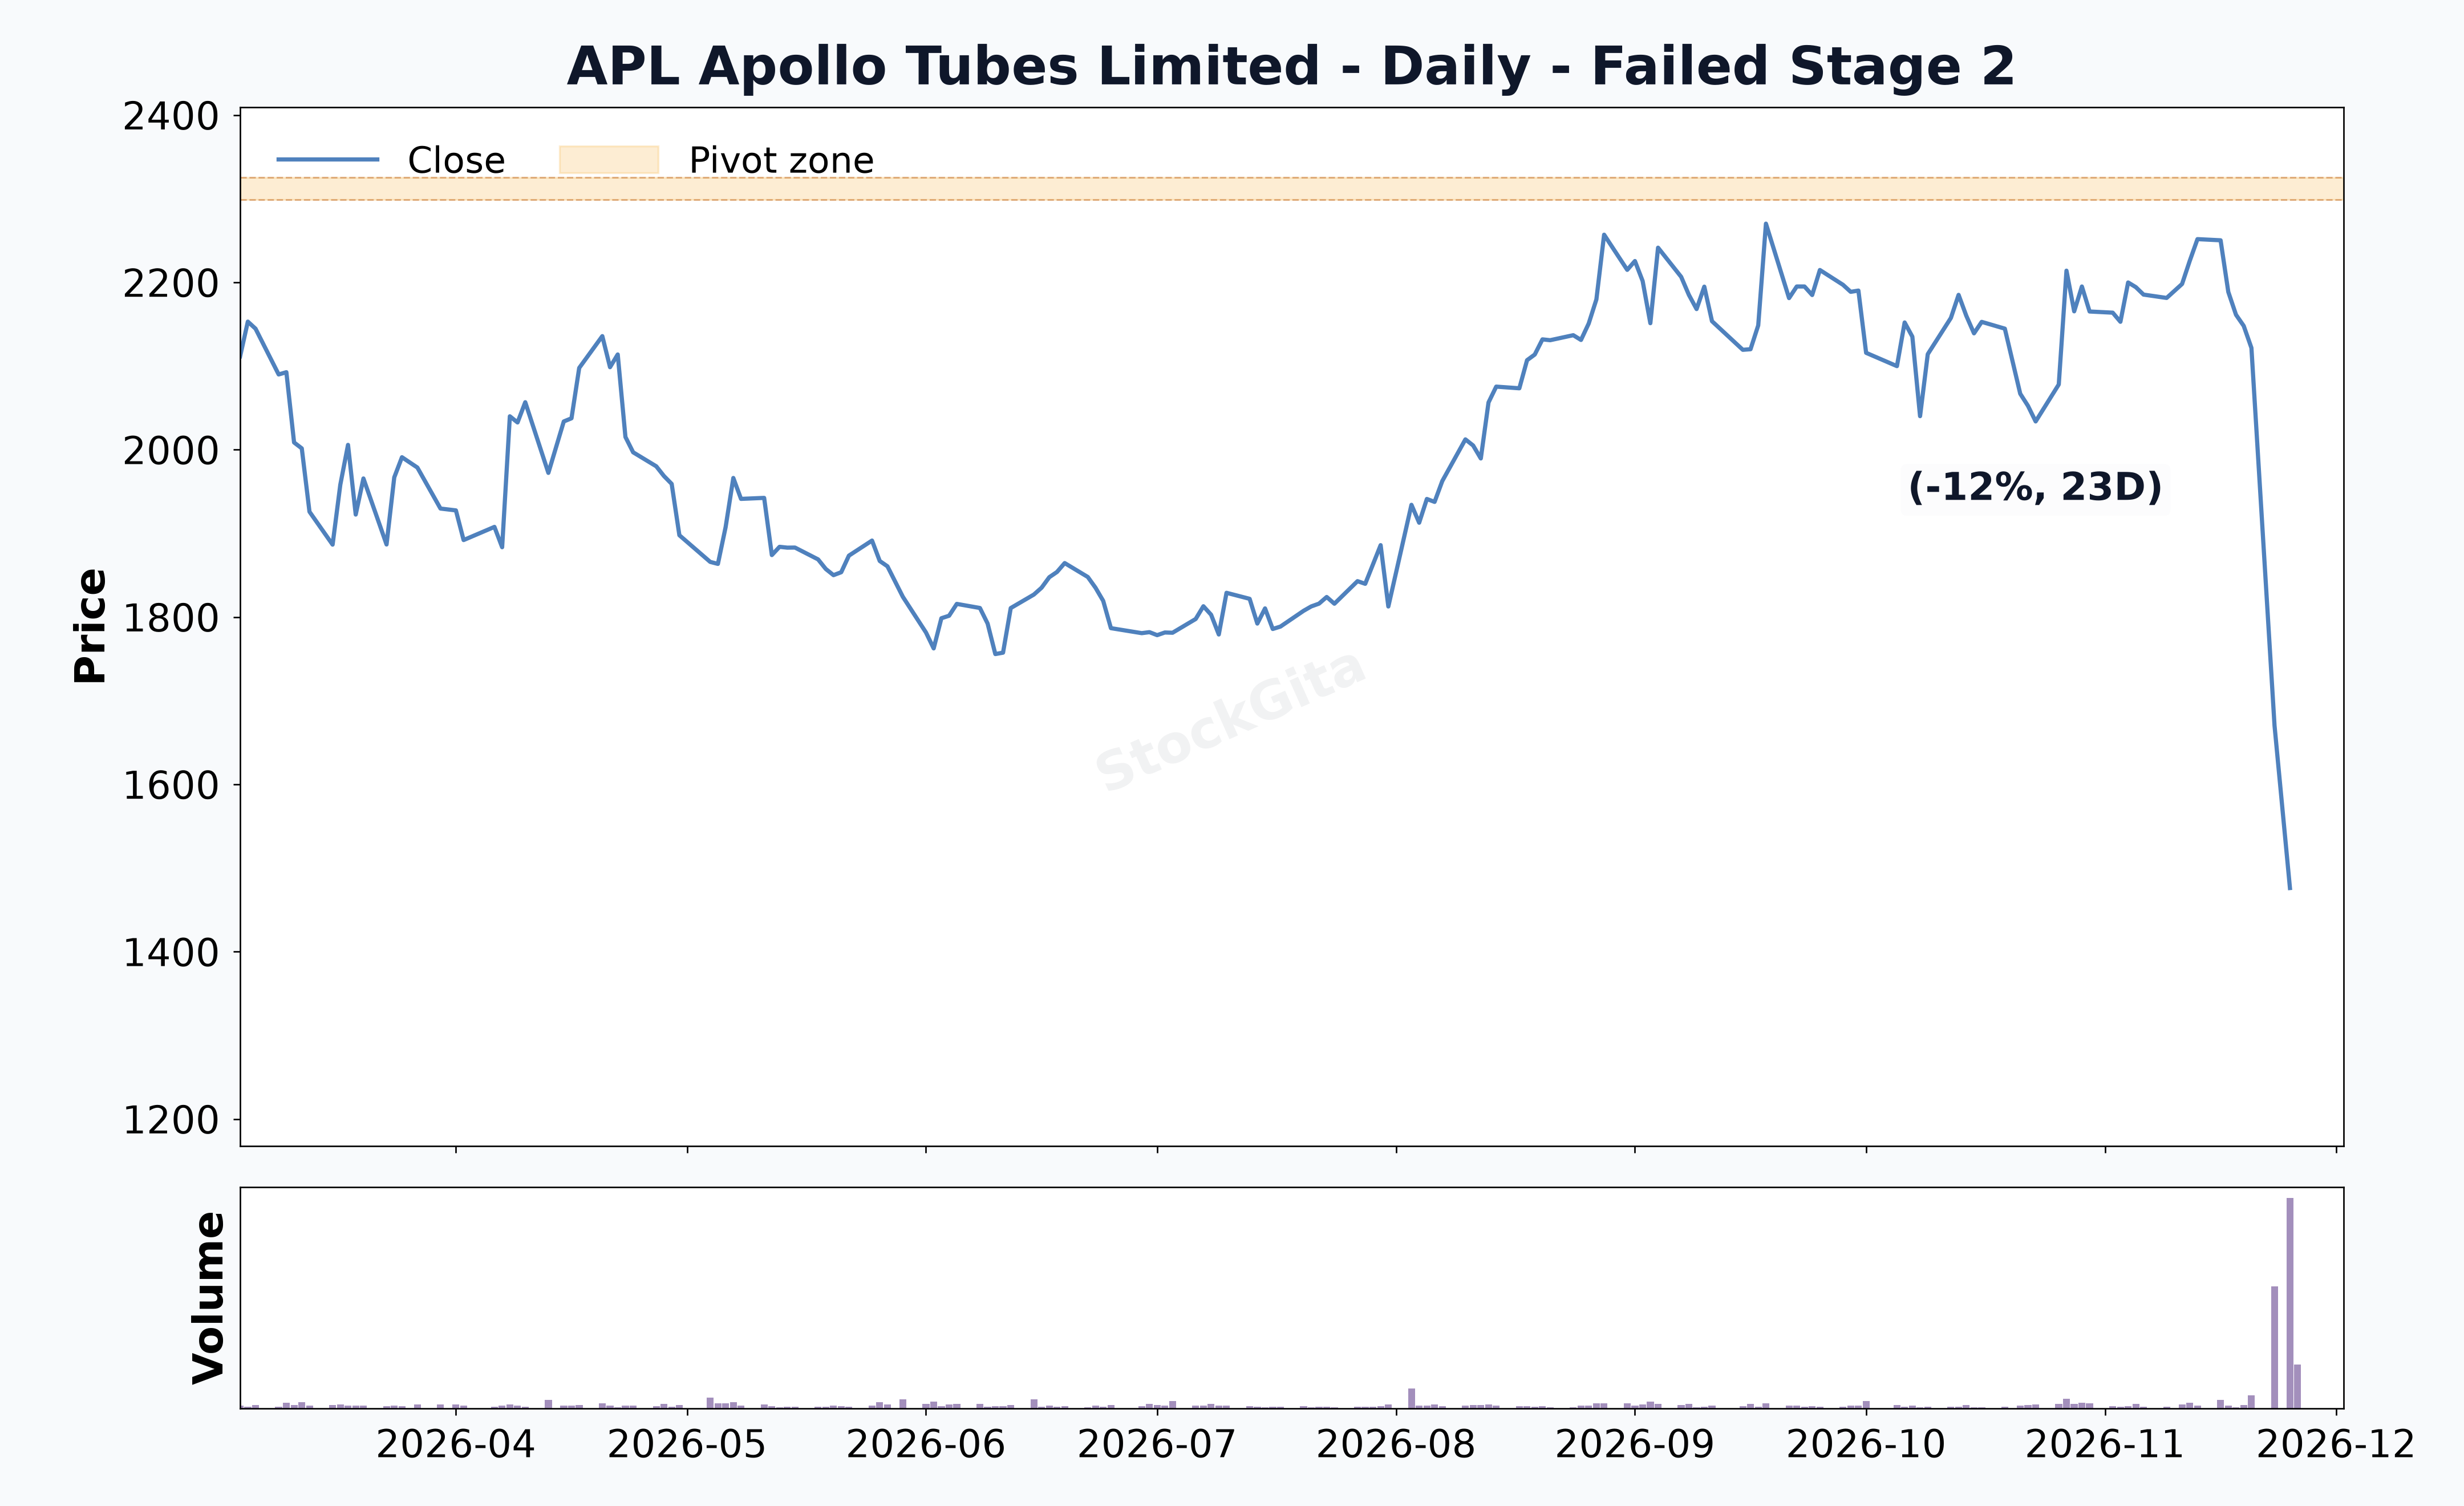 APL Apollo Tubes Limited - Daily - Failed Stage 2
Close
Pivot zone
2400
2200
2000
1800
1600
1400
1200
Price
(-12%, 23D)
StockGita
Volume
2026-04
2026-05
2026-06
2026-07
2026-08
2026-09
2026-10
2026-11
2026-12